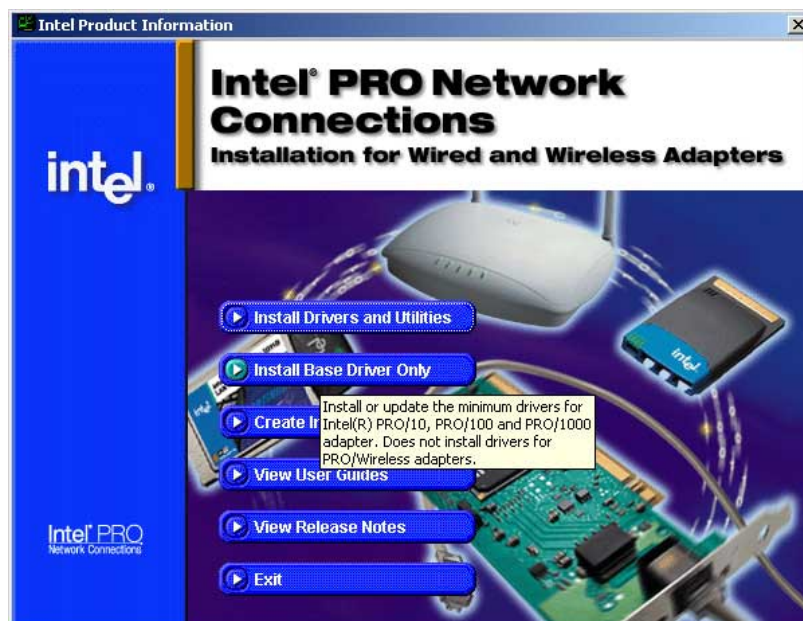 Intel Product Information
Intel® PRO Network
Connections
Installation for Wired and Wireless Adapters
intel®
Install Drivers and Utilities
Install Base Driver Only
Create
Install or update the minimum drivers for
Intel(R) PRO/10, PRO/100 and PRO/1000
adapter. Does not install drivers for
PRO/Wireless adapters.
View User Guides
View Release Notes
Exit
intel
Intel® PRO
Network Connections